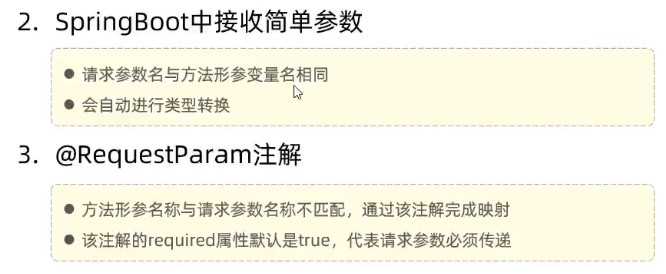 2. SpringBoot中接收简单参数
● 请求参数名与方法形参变量名相同
● 会自动进行类型转换
3. @RequestParam注解
● 方法形参名称与请求参数名称不匹配，通过该注解完成映射
● 该注解的required属性默认是true，代表请求参数必须传递